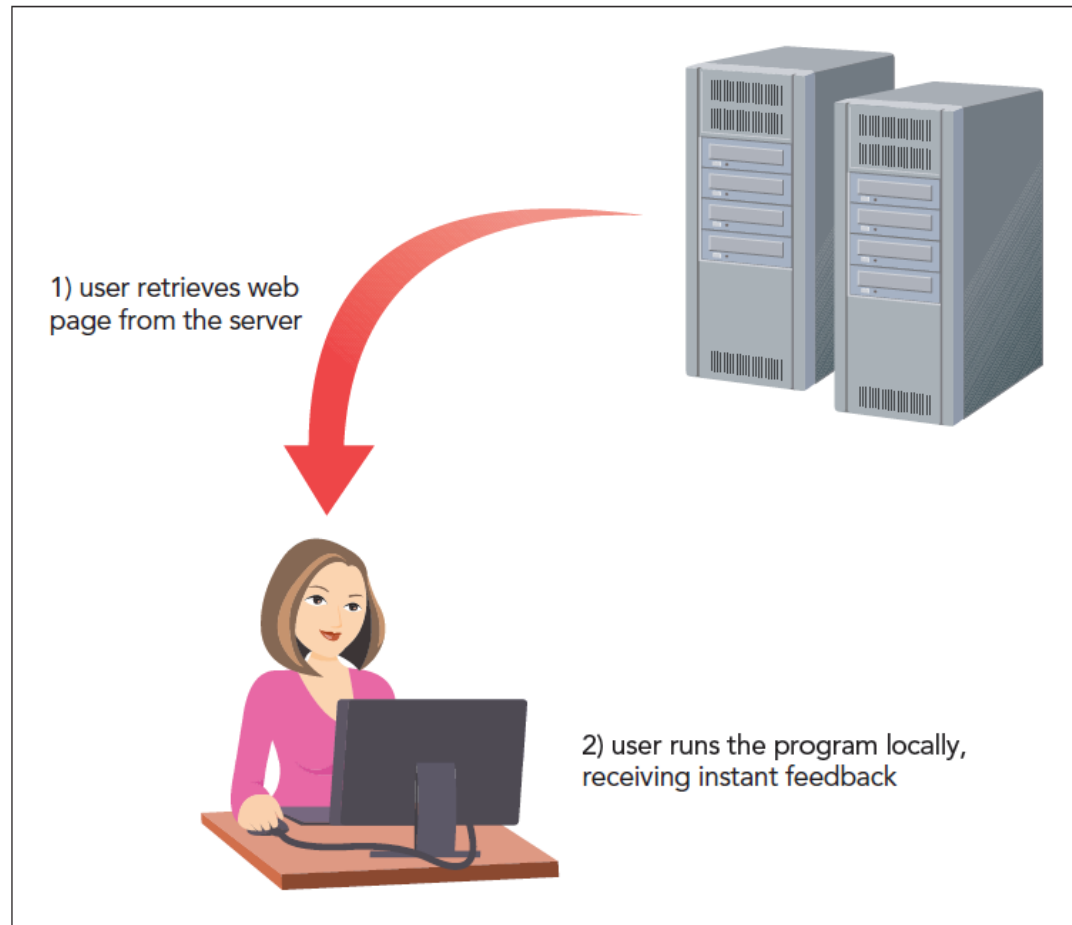 1) user retrieves web
page from the server
2) user runs the program locally,
receiving instant feedback